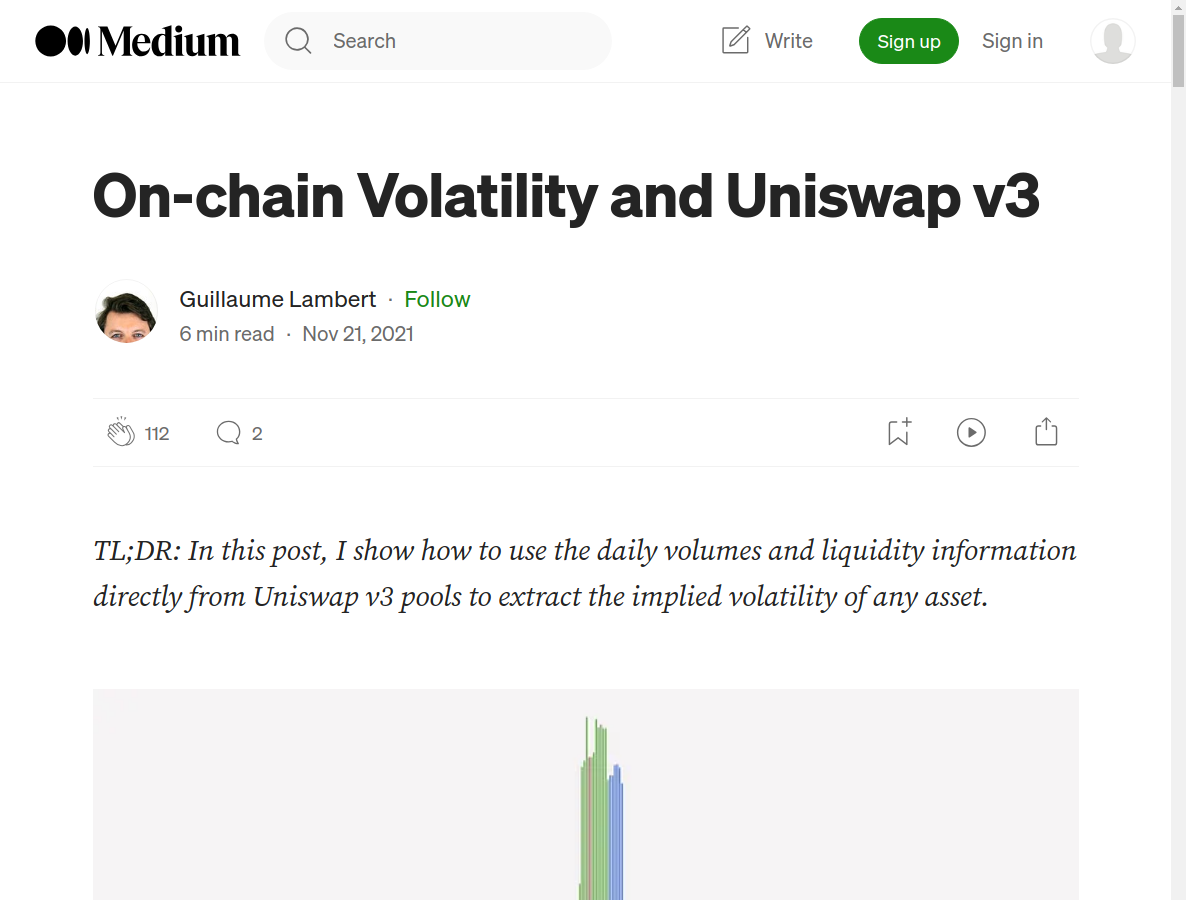 Medium
Search
Write
Sign up
Sign in
On-chain Volatility and Uniswap v3
Guillaume Lambert · Follow
6 min read · Nov 21, 2021
112
2
TL;DR: In this post, I show how to use the daily volumes and liquidity information
directly from Uniswap v3 pools to extract the implied volatility of any asset.